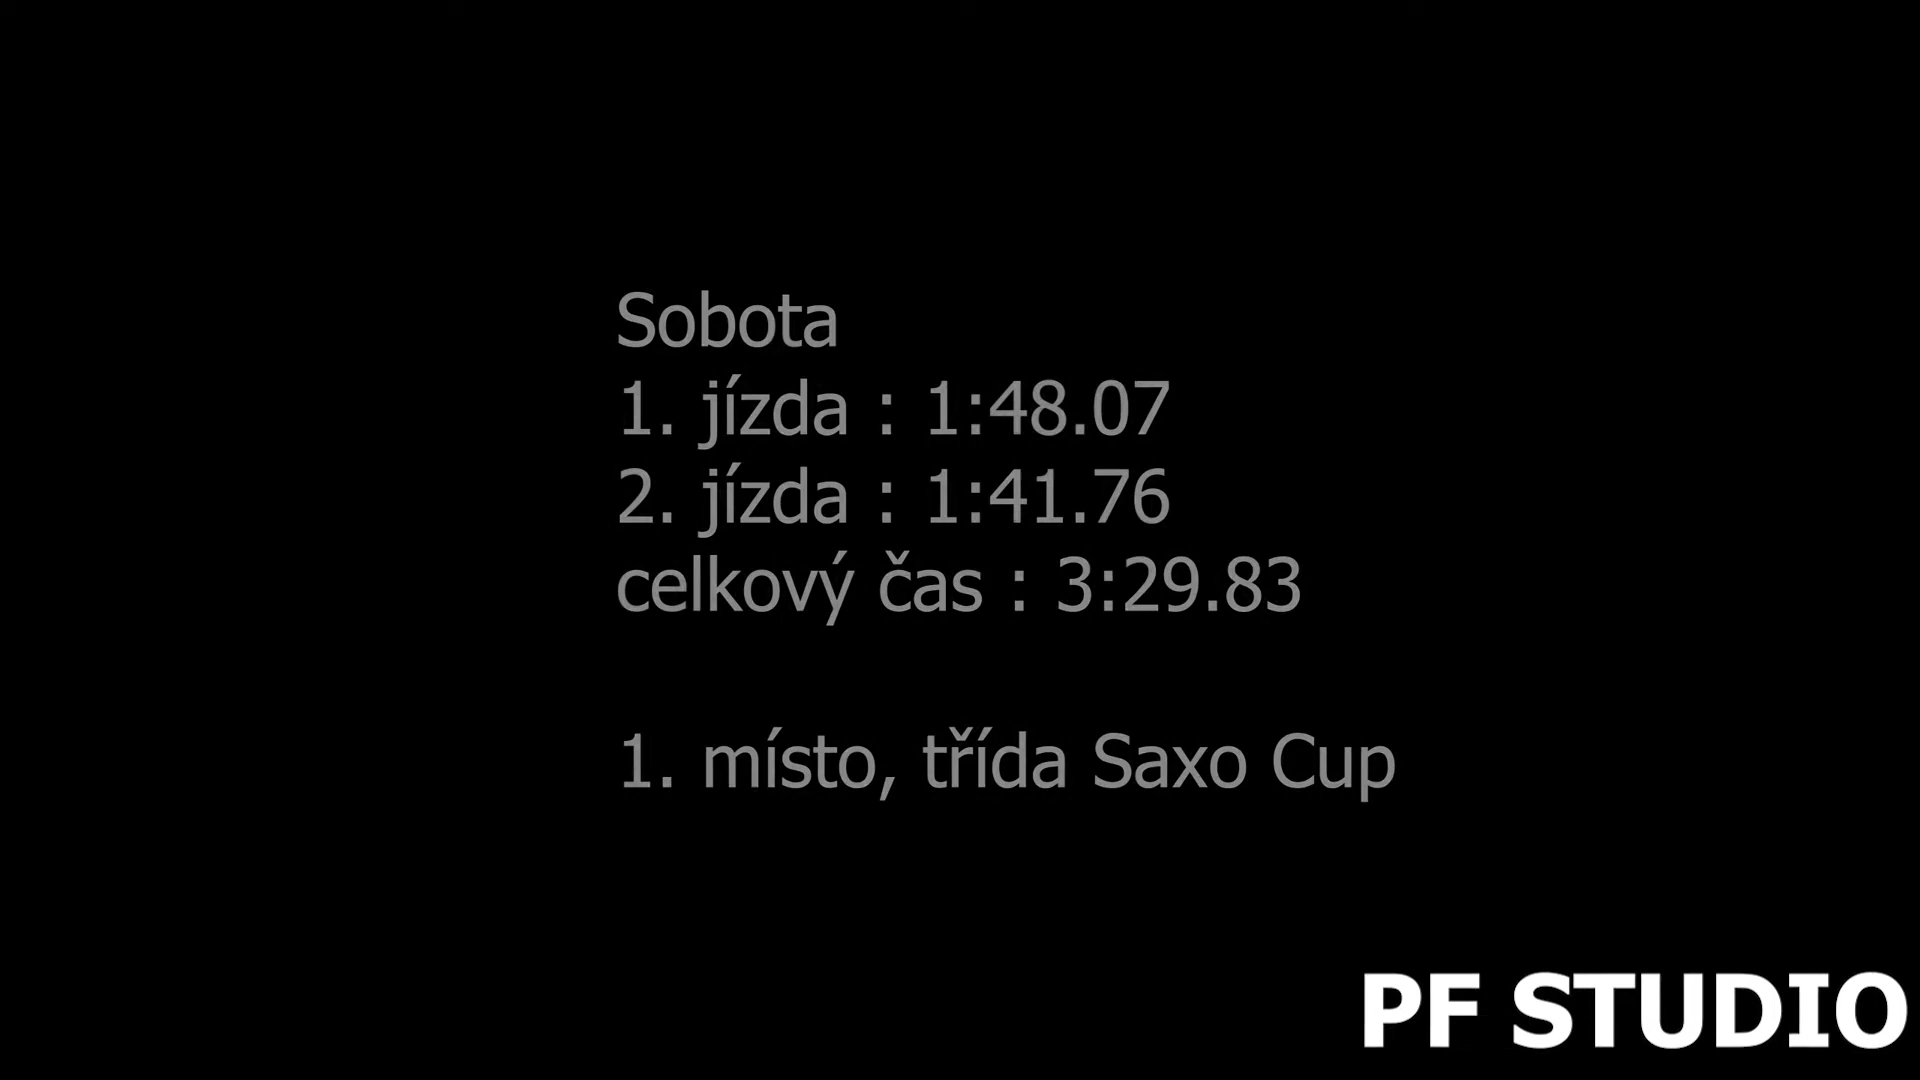 Sobota
1. jízda : 1:48.07
2. jízda : 1:41.76
celkový čas : 3:29.83
1. místo, třída Saxo Cup
PF STUDIO